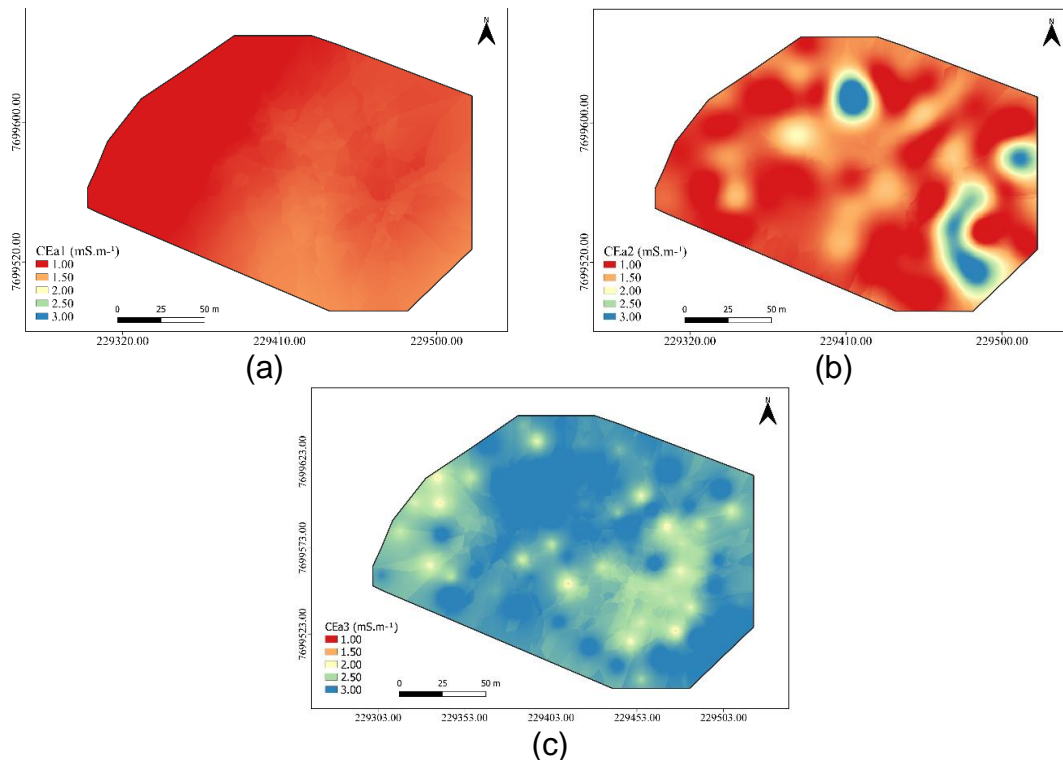 N
7699600.00
7699520.00
CEa1 (mS.m⁻¹)
1.00
1.50
2.00
2.50
3.00
0 25 50 m
229320.00 229410.00 229500.00
(a)
N
7699600.00
7699520.00
CEa2 (mS.m⁻¹)
1.00
1.50
2.00
2.50
3.00
0 25 50 m
229320.00 229410.00 229500.00
(b)
N
7699623.00
7699573.00
7699523.00
CEa3 (mS.m⁻¹)
1.00
1.50
2.00
2.50
3.00
0 25 50 m
229303.00 229353.00 229403.00 229453.00 229503.00
(c)